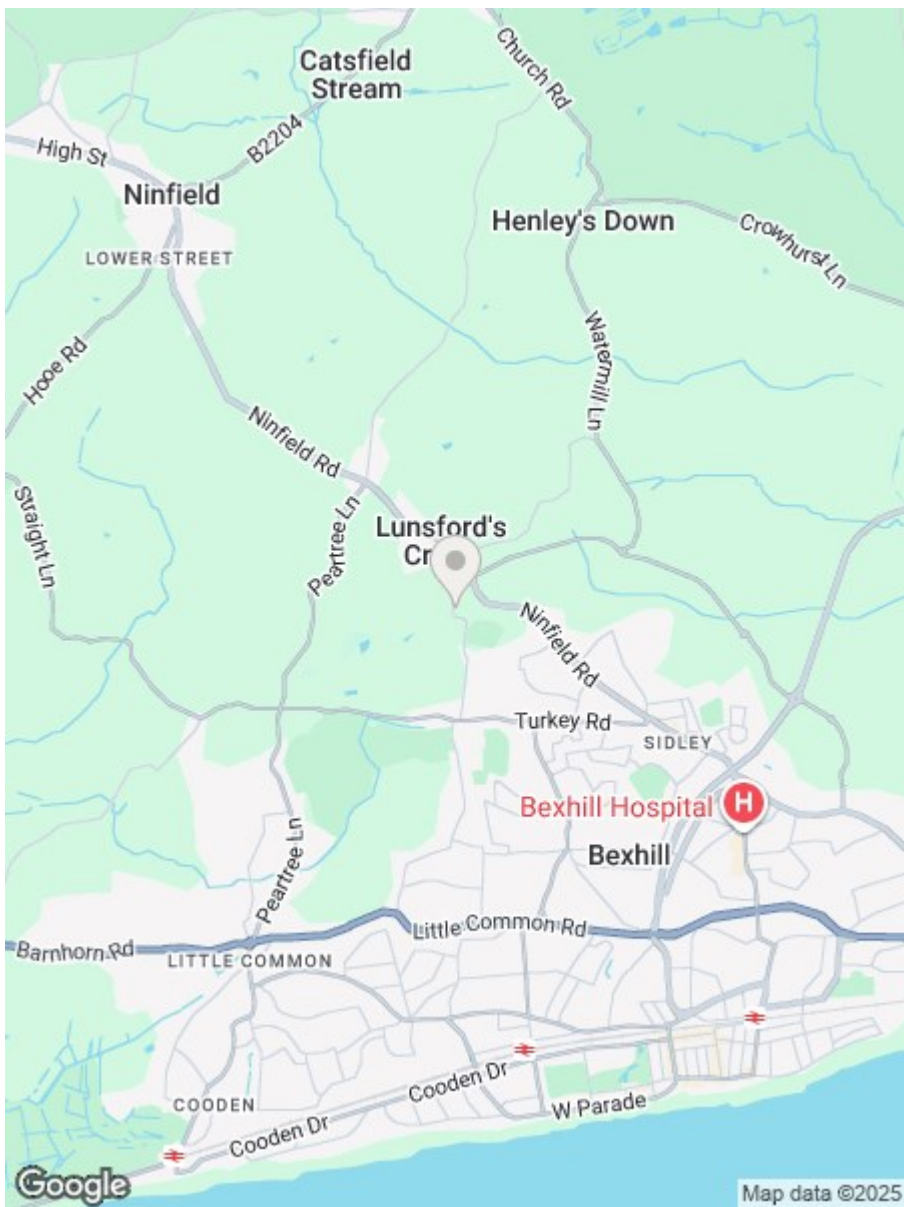 Catsfield
Stream
Church Rd
B2204
High St
Ninfield
Henley's Down
Crowhurst Ln
LOWER STREET
Hooe Rd
Watermill Ln
Ninfield Rd
Straight Ln
Peartree Ln
Lunsford's
Cr
Ninfield Rd
Turkey Rd
SIDLEY
Bexhill Hospital
H
Bexhill
Peartree Ln
Little Common Rd
Barnhorn Rd
LITTLE COMMON
Cooden Dr
COODEN
W Parade
Cooden Dr
Google
Map data ©2025